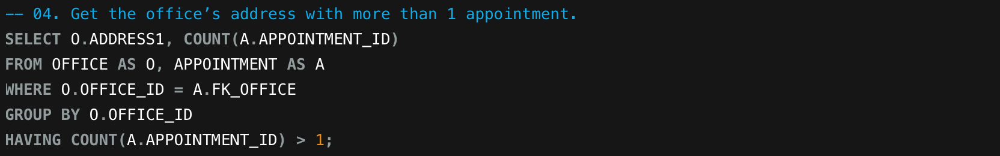 -- 04. Get the office’s address with more than 1 appointment.
SELECT O.ADDRESS1, COUNT(A.APPOINTMENT_ID)
FROM OFFICE AS O, APPOINTMENT AS A
WHERE O.OFFICE_ID = A.FK_OFFICE
GROUP BY O.OFFICE_ID
HAVING COUNT(A.APPOINTMENT_ID) > 1;